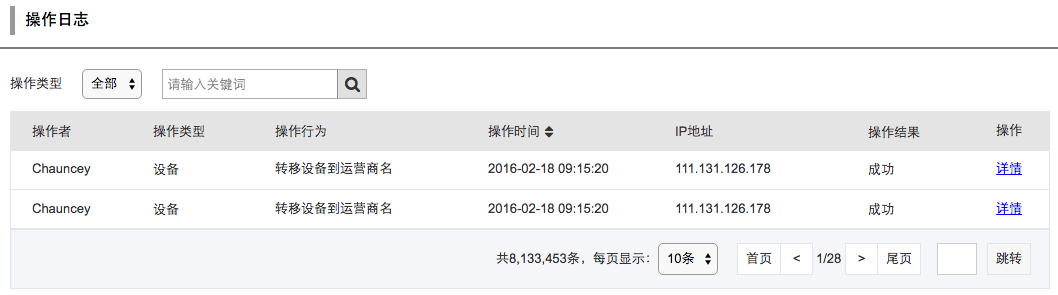 操作日志
操作类型 全部 请输入关键词
操作者 操作类型 操作行为 操作时间 IP地址 操作结果 操作
Chauncey 设备 转移设备到运营商名 2016-02-18 09:15:20 111.131.126.178 成功 详情
Chauncey 设备 转移设备到运营商名 2016-02-18 09:15:20 111.131.126.178 成功 详情
共8,133,453条，每页显示： 10条 首页 < 1/28 > 尾页 跳转